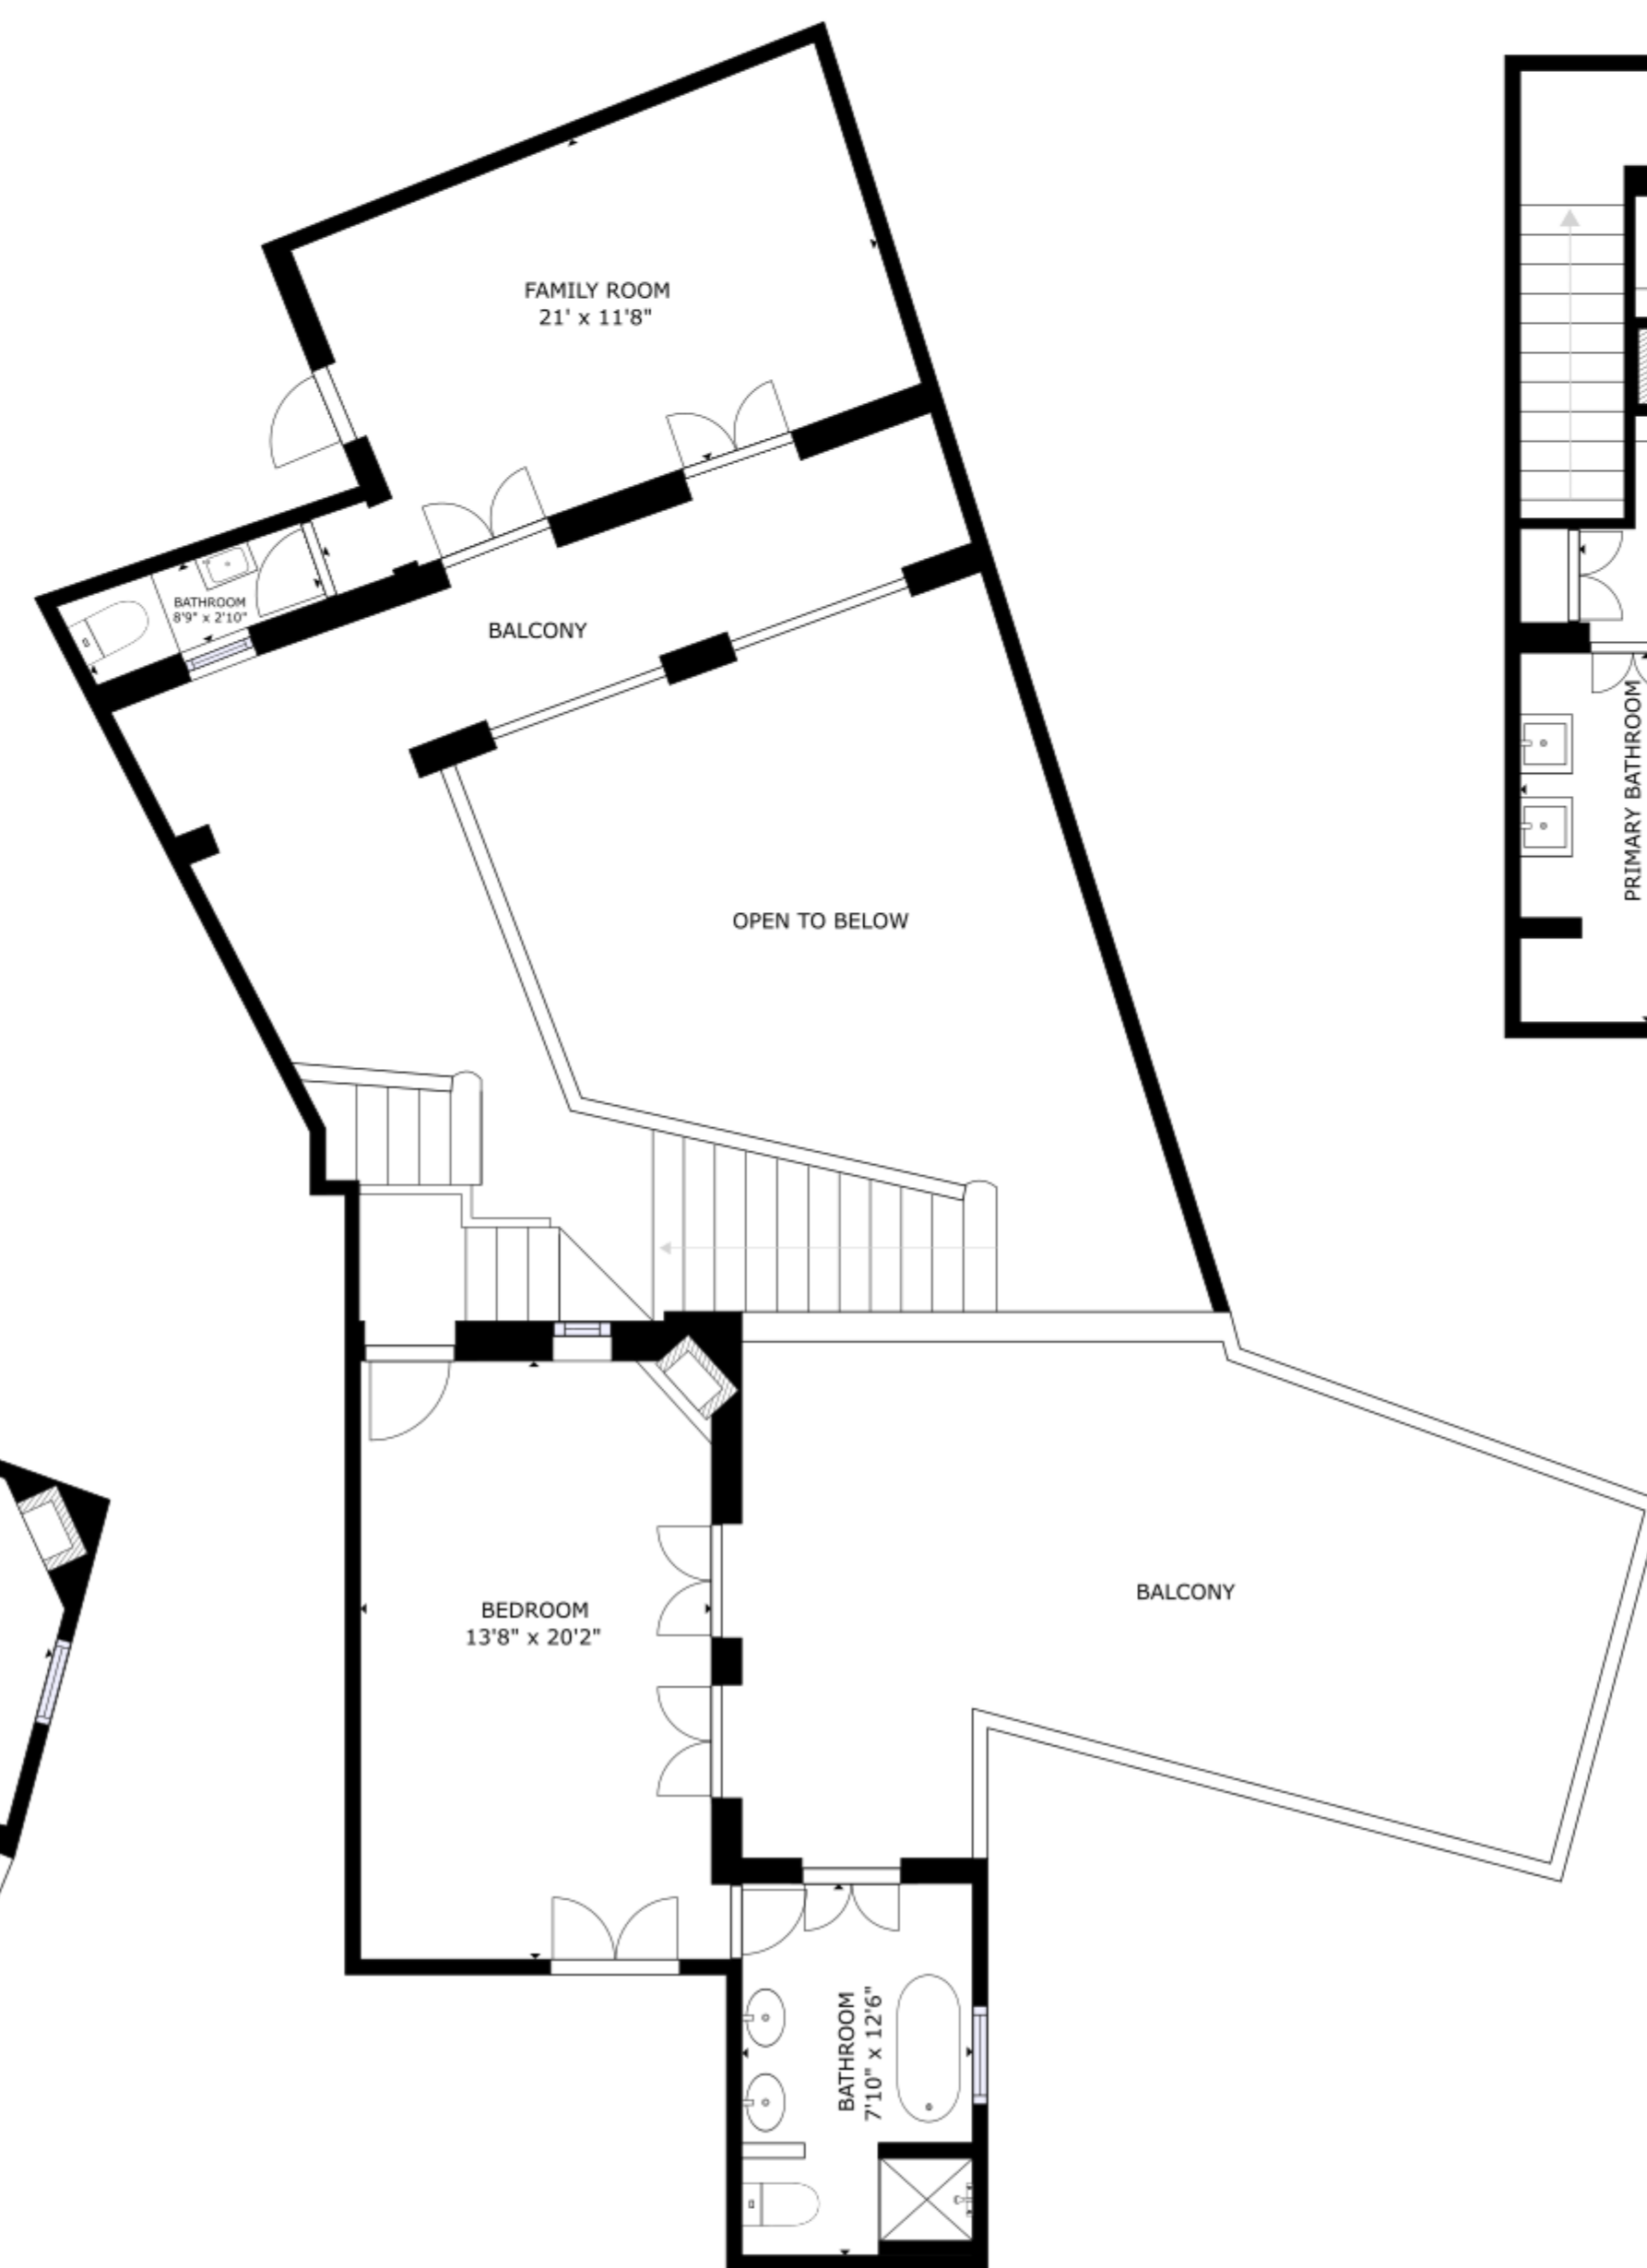 FAMILY ROOM
21' x 11'8"
BATHROOM
8'9" x 2'10"
BALCONY
OPEN TO BELOW
PRIMARY BATHROOM
BALCONY
BEDROOM
13'8" x 20'2"
BATHROOM
7'10" x 12'6"